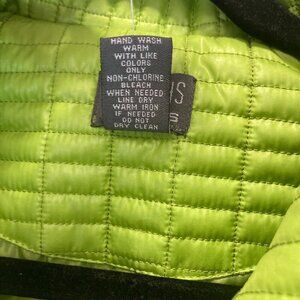 HAND WASH
WARM
WITH LIKE
COLORS
ONLY
NON-CHLORINE
BLEACH
WHEN NEEDED
LINE DRY
WARM IRON
IF NEEDED
DO NOT
DRY CLEAN
S